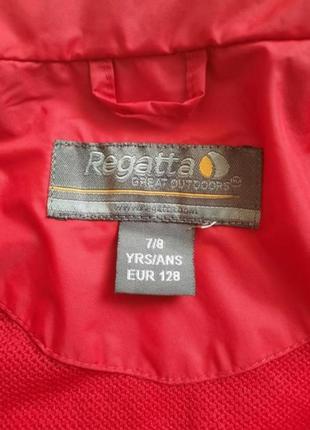 Regatta
GREAT OUTDOORS
7/8
YRS/ANS
EUR 128